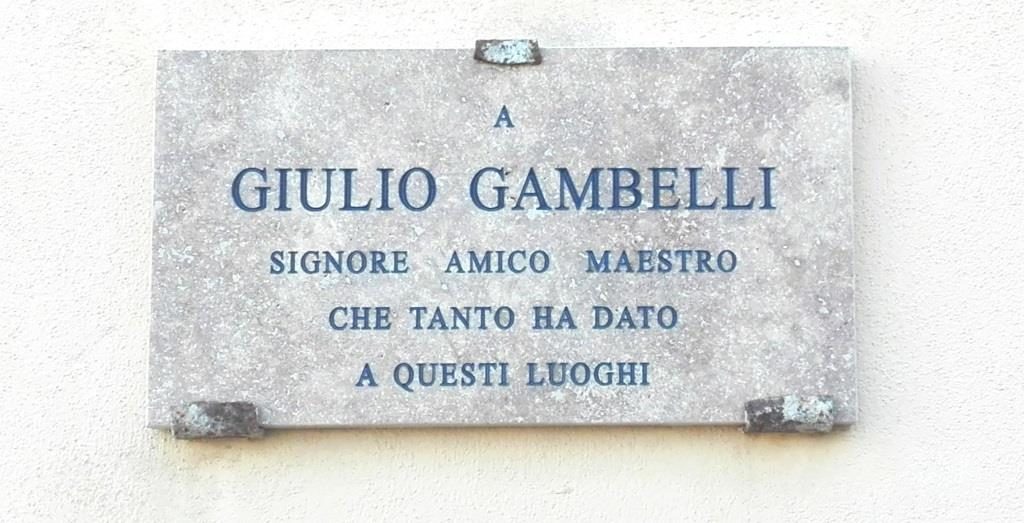 A
GIULIO GAMBELLI
SIGNORE AMICO MAESTRO
CHE TANTO HA DATO
A QUESTI LUOGHI